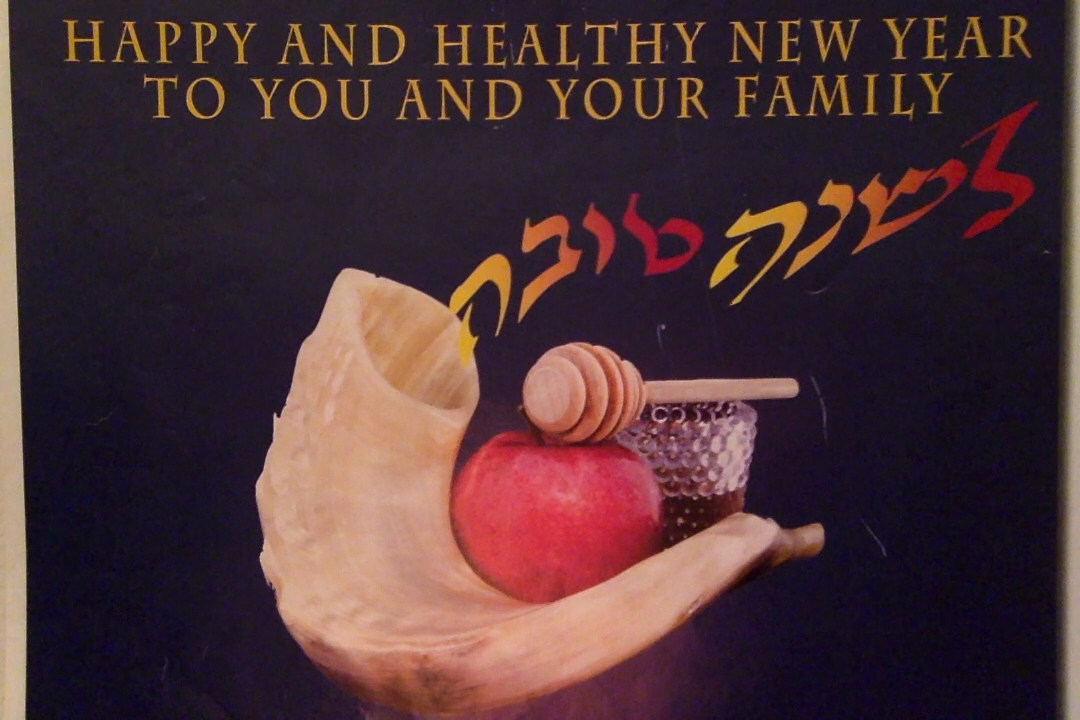 HAPPY AND HEALTHY NEW YEAR
TO YOU AND YOUR FAMILY
לשנה טובה